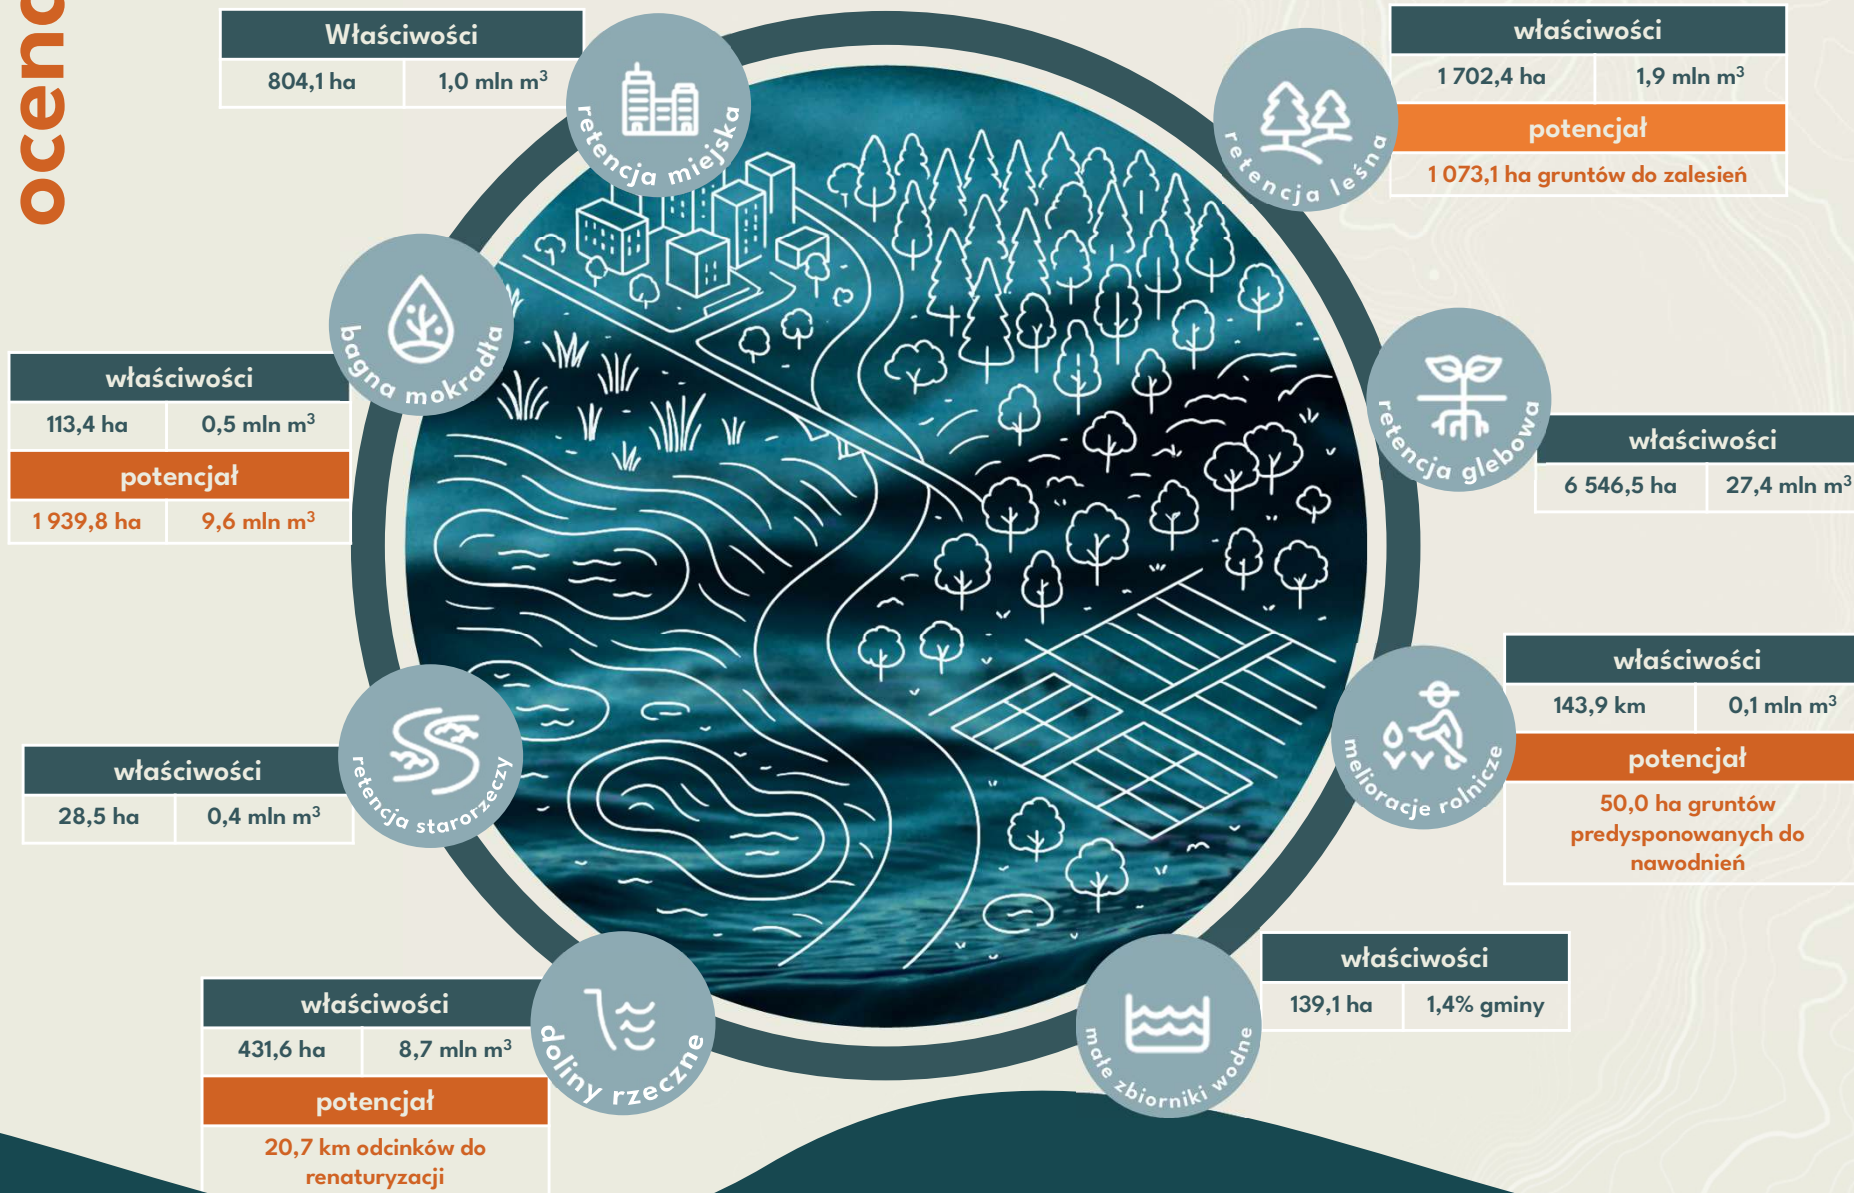 oceno
Właściwości
804,1 ha 1,0 mln m³
retencja miejska
właściwości
1 702,4 ha 1,9 mln m³
potencjał
1 073,1 ha gruntów do zalesień
retencja leśna
bagna mokradła
właściwości
113,4 ha 0,5 mln m³
potencjał
1 939,8 ha 9,6 mln m³
retencja glebowa
właściwości
6 546,5 ha 27,4 mln m³
właściwości
143,9 km 0,1 mln m³
potencjał
50,0 ha gruntów
predysponowanych do
nawodnień
melioracje rolnicze
właściwości
28,5 ha 0,4 mln m³
retencja starorzeczy
właściwości
431,6 ha 8,7 mln m³
potencjał
20,7 km odcinków do
renaturyzacji
doliny rzeczne
właściwości
139,1 ha 1,4% gminy
małe zbiorniki wodne